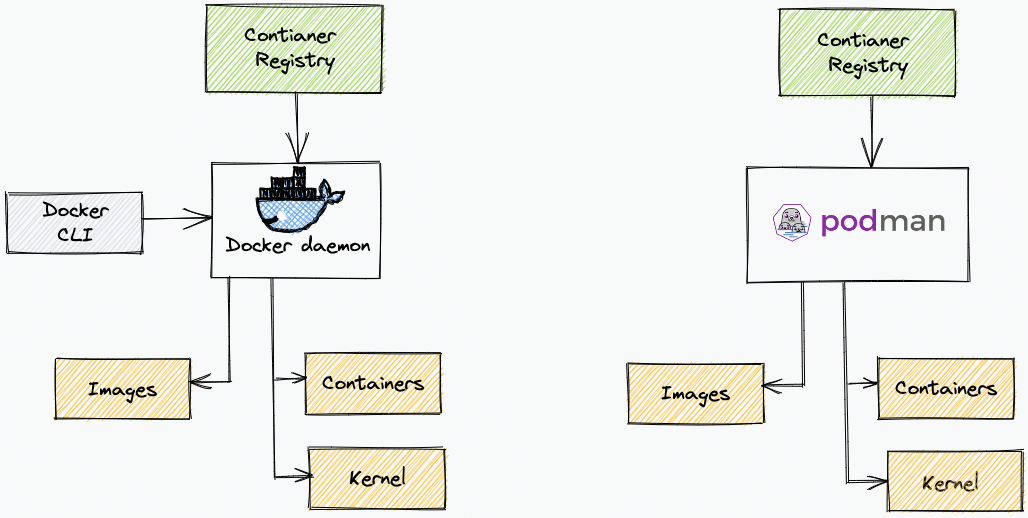 Contianer
Registry
Docker
CLI
Docker daemon
Images
Containers
Kernel
Contianer
Registry
podman
Images
Containers
Kernel